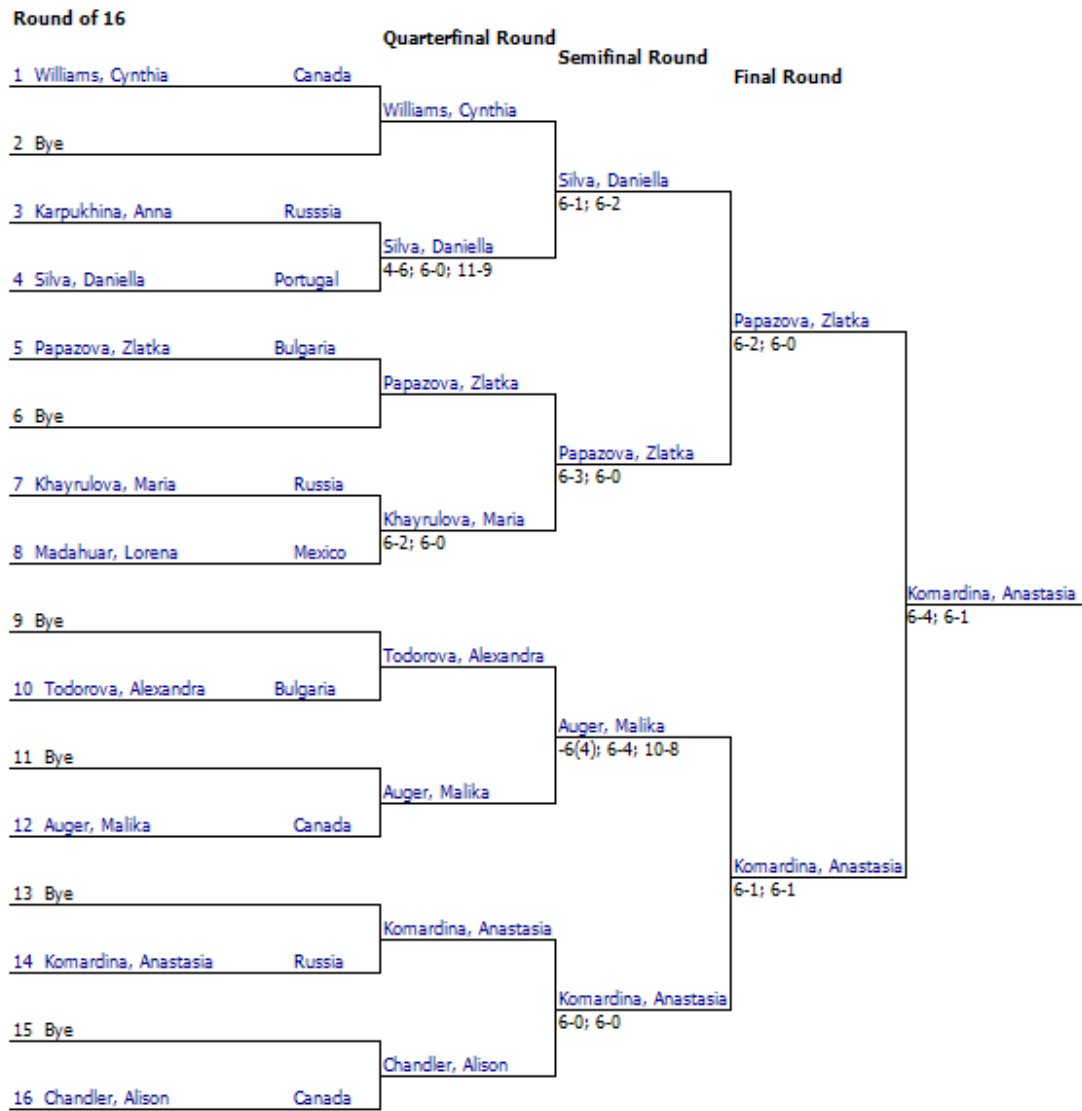 Round of 16
Quarterfinal Round
Semifinal Round
Final Round
1 Williams, Cynthia Canada
Williams, Cynthia
2 Bye
Silva, Daniella
6-1; 6-2
3 Karpukhina, Anna Russsia
Silva, Daniella
4-6; 6-0; 11-9
4 Silva, Daniella Portugal
Papazova, Zlatka
6-2; 6-0
5 Papazova, Zlatka Bulgaria
Papazova, Zlatka
6 Bye
Papazova, Zlatka
6-3; 6-0
7 Khayrulova, Maria Russia
Khayrulova, Maria
6-2; 6-0
8 Madahuar, Lorena Mexico
Komardina, Anastasia
6-4; 6-1
9 Bye
Todorova, Alexandra
10 Todorova, Alexandra Bulgaria
Auger, Malika
-6(4); 6-4; 10-8
11 Bye
Auger, Malika
12 Auger, Malika Canada
Komardina, Anastasia
6-1; 6-1
13 Bye
Komardina, Anastasia
14 Komardina, Anastasia Russia
Komardina, Anastasia
6-0; 6-0
15 Bye
Chandler, Alison
16 Chandler, Alison Canada